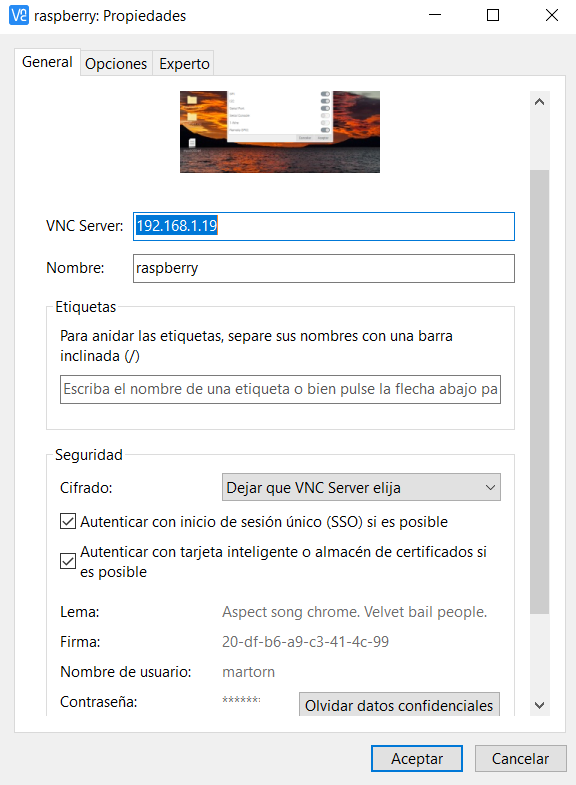 raspberry: Propiedades
General
Opciones
Experto
VNC Server:
192.168.1.19
Nombre:
raspberry
Etiquetas
Para anidar las etiquetas, separe sus nombres con una barra
inclinada (/)
Escriba el nombre de una etiqueta o bien pulse la flecha abajo pa
Seguridad
Cifrado:
Dejar que VNC Server elija
Autenticar con inicio de sesión único (SSO) si es posible
Autenticar con tarjeta inteligente o almacén de certificados si
es posible
Lema:
Aspect song chrome. Velvet bail people.
Firma:
20-df-b6-a9-c3-41-4c-99
Nombre de usuario:
martorn
Contraseña:
******
Olvidar datos confidenciales
Aceptar
Cancelar